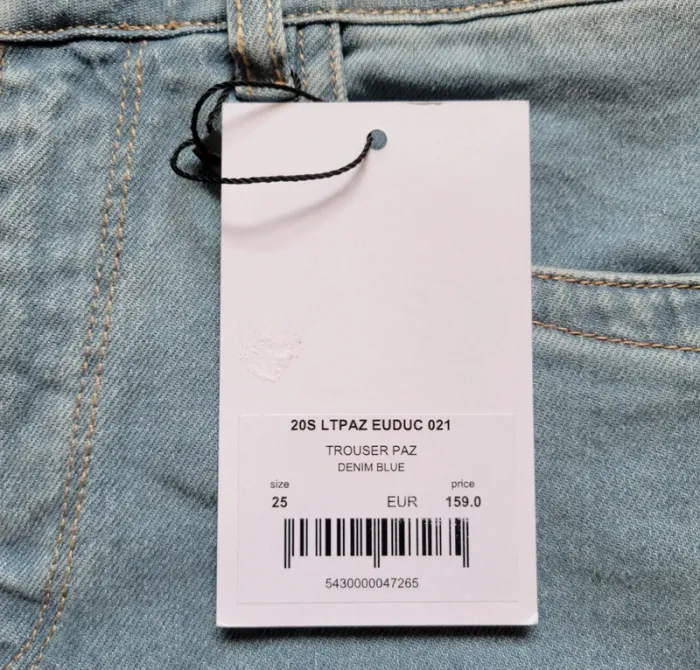 20S LTPAZ EUDUC 021
TROUSER PAZ
DENIM BLUE
size price
25 EUR 159.0
5430000047265